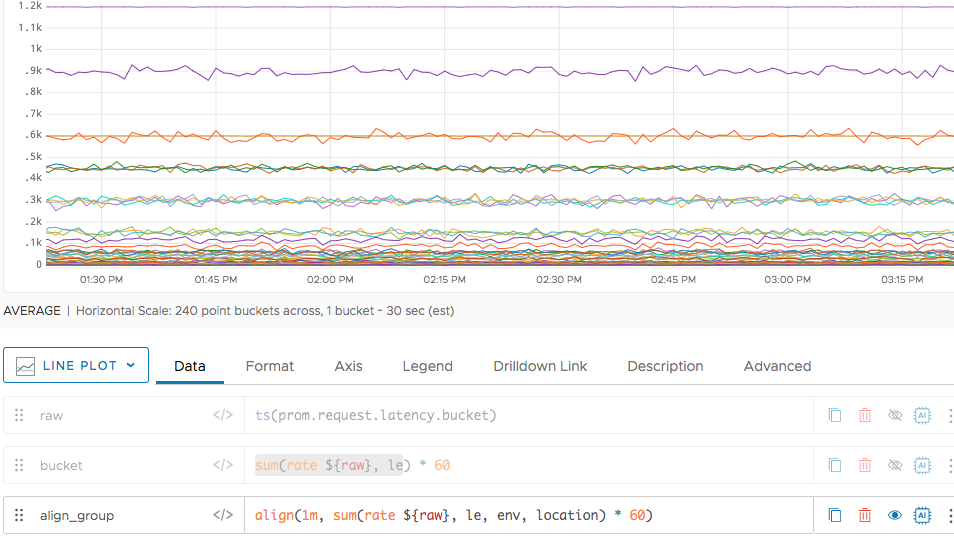 1.2k
1.1k
1k
.9k
.8k
.7k
.6k
.5k
.4k
.3k
.2k
.1k
0
01:30 PM 01:45 PM 02:00 PM 02:15 PM 02:30 PM 02:45 PM 03:00 PM 03:15 PM
AVERAGE | Horizontal Scale: 240 point buckets across, 1 bucket - 30 sec (est)
LINE PLOT Data Format Axis Legend Drilldown Link Description Advanced
raw </> ts(prom.request.latency.bucket) AI
bucket </> sum(rate ${raw}, le) * 60 AI
align_group </> align(1m, sum(rate ${raw}, le, env, location) * 60) AI